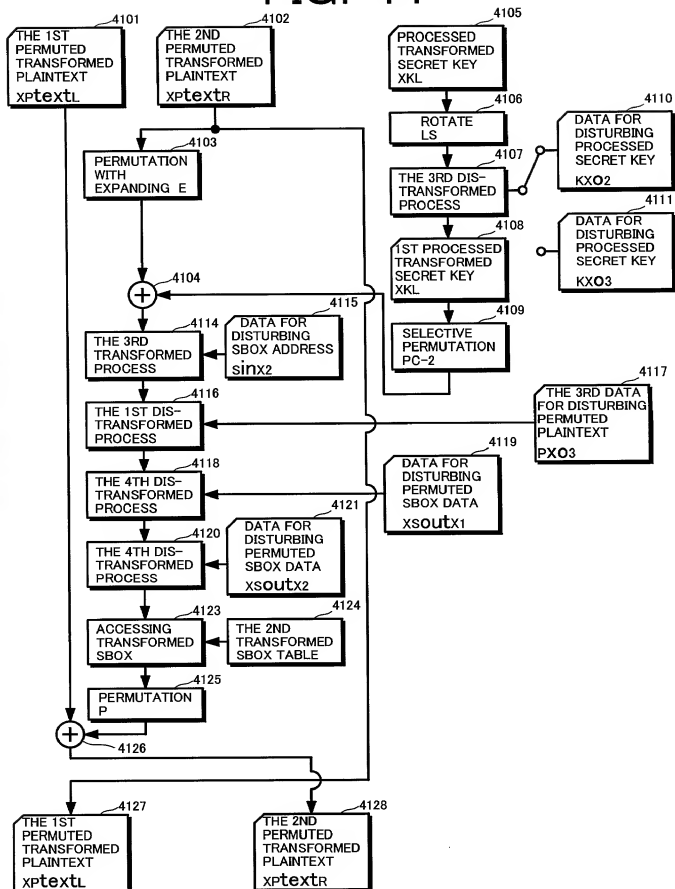 4101
THE 1ST
PERMUTED
TRANSFORMED
PLAINTEXT
XPtextL
4102
THE 2ND
PERMUTED
TRANSFORMED
PLAINTEXT
XPtextR
4105
PROCESSED
TRANSFORMED
SECRET KEY
XKL
4106
ROTATE
LS
4103
PERMUTATION
WITH
EXPANDING E
4107
THE 3RD DIS-
TRANSFORMED
PROCESS
4110
DATA FOR
DISTURBING
PROCESSED
SECRET KEY
KXO2
4111
DATA FOR
DISTURBING
PROCESSED
SECRET KEY
KXO3
4108
1ST PROCESSED
TRANSFORMED
SECRET KEY
XKL
4104
+
4109
SELECTIVE
PERMUTATION
PC-2
4114
THE 3RD
TRANSFORMED
PROCESS
4115
DATA FOR
DISTURBING
SBOX ADDRESS
sinX2
4116
THE 1ST DIS-
TRANSFORMED
PROCESS
4117
THE 3RD DATA
FOR DISTURBING
PERMUTED
PLAINTEXT
PXO3
4118
THE 4TH DIS-
TRANSFORMED
PROCESS
4119
DATA FOR
DISTURBING
PERMUTED
SBOX DATA
XSoutX1
4120
THE 4TH DIS-
TRANSFORMED
PROCESS
4121
DATA FOR
DISTURBING
PERMUTED
SBOX DATA
XSoutX2
4123
ACCESSING
TRANSFORMED
SBOX
4124
THE 2ND
TRANSFORMED
SBOX TABLE
4125
PERMUTATION
P
+
4126
4127
THE 1ST
PERMUTED
TRANSFORMED
PLAINTEXT
XPtextL
4128
THE 2ND
PERMUTED
TRANSFORMED
PLAINTEXT
XPtextR